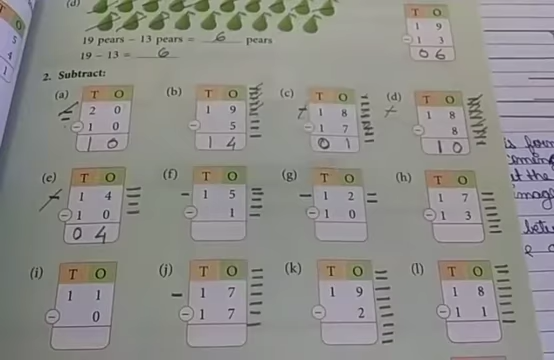 (d)
19 pears − 13 pears = 6 pears
19 − 13 = 6
T O
1 9
− 1 3
0 6
2. Subtract:
(a) T O (b) T O (c) T O (d) T O
2 0 1 9 1 8 1 8
− 1 0 − 5 − 1 7 − 8
1 0 1 4 0 1 1 0
(e) T O (f) T O (g) T O (h) T O
1 4 1 5 1 2 1 7
− 1 0 − 1 − 1 0 − 1 3
0 4
(i) T O (j) T O (k) T O (l) T O
1 1 1 7 1 9 1 8
− 0 − 1 7 − 2 − 1 1